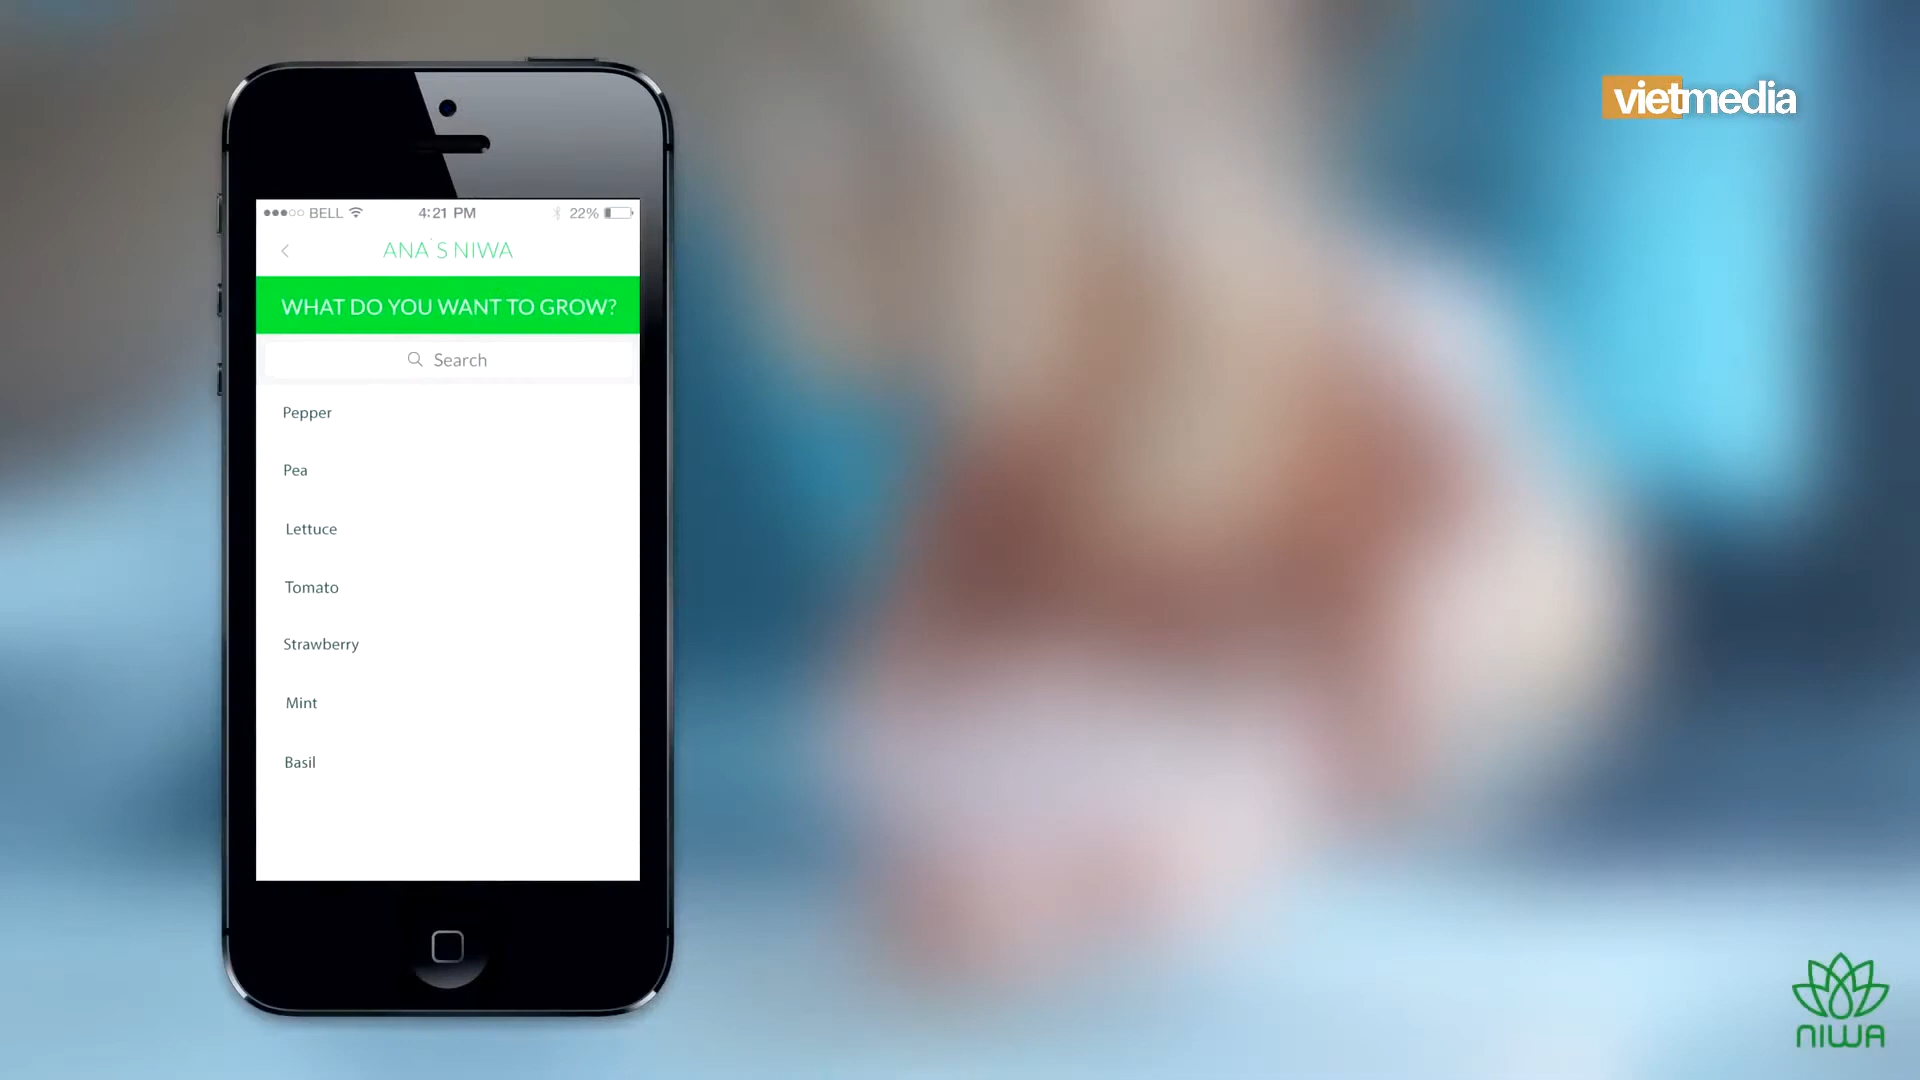 vietmedia
BELL 4:21 PM 22%
ANA`S NIWA
WHAT DO YOU WANT TO GROW?
Search
Pepper
Pea
Lettuce
Tomato
Strawberry
Mint
Basil
NIWA